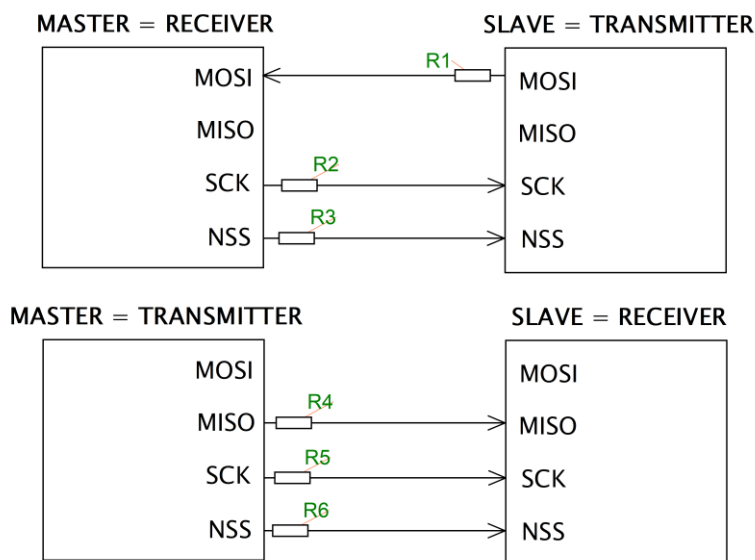 MASTER = RECEIVER
SLAVE = TRANSMITTER
MOSI
R1
MOSI
MISO
MISO
SCK
R2
SCK
NSS
R3
NSS
MASTER = TRANSMITTER
SLAVE = RECEIVER
MOSI
MOSI
MISO
R4
MISO
SCK
R5
SCK
NSS
R6
NSS